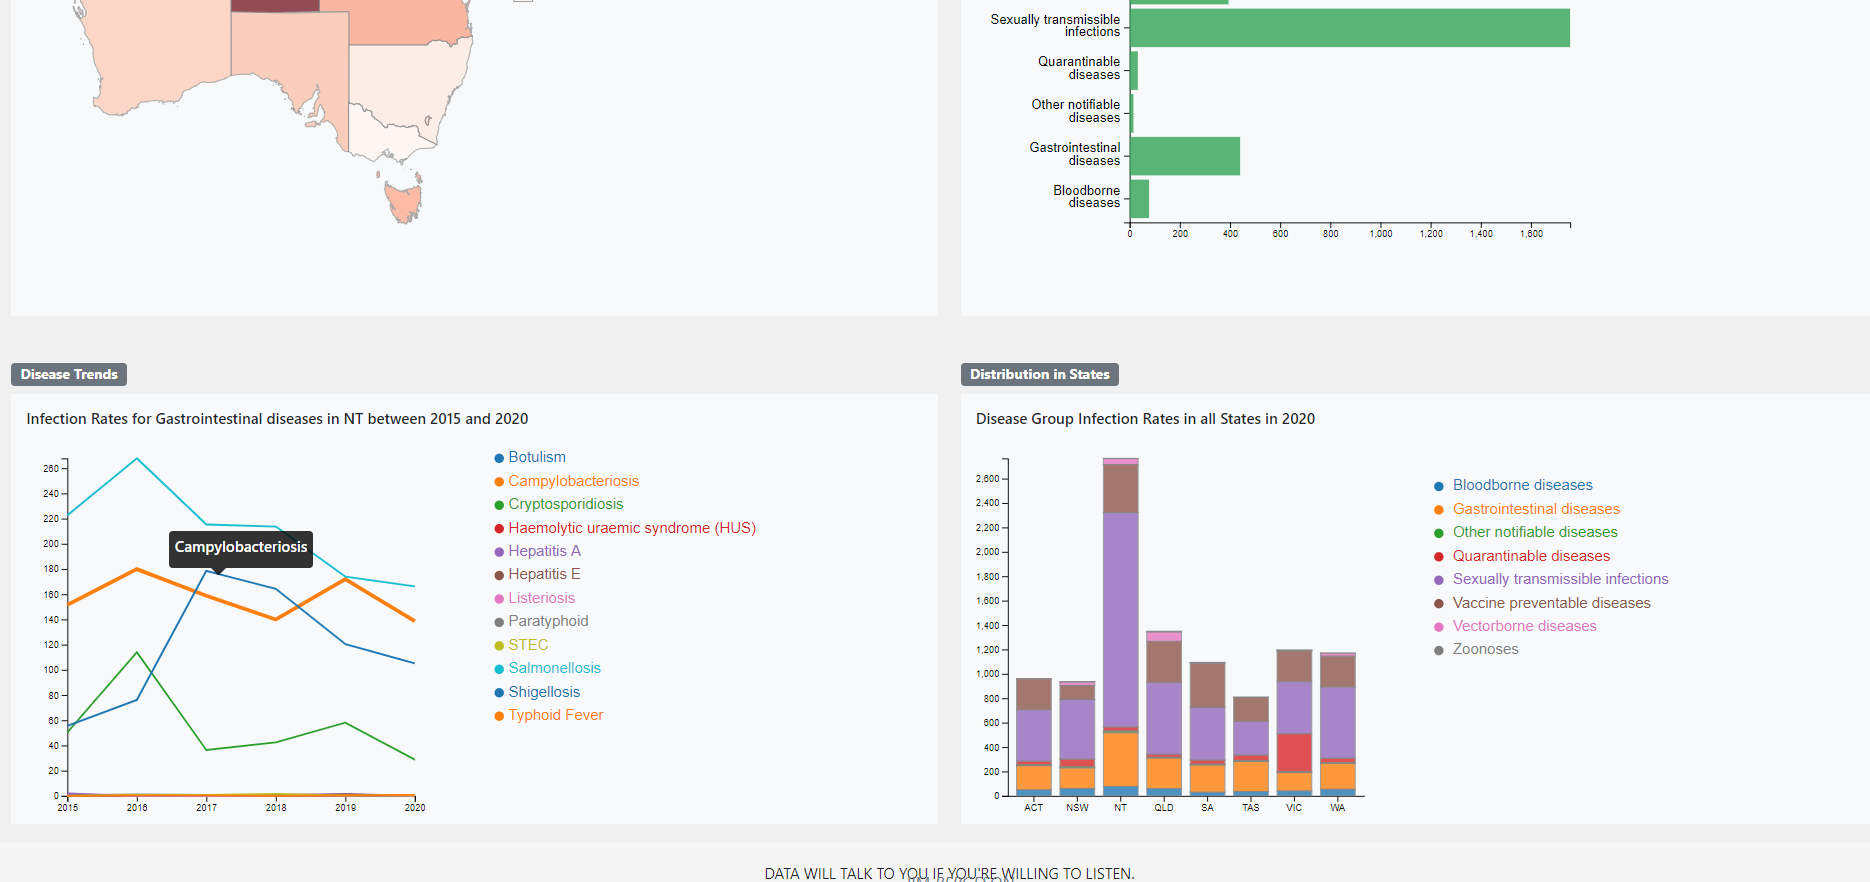 Sexually transmissible
infections
Quarantinable
diseases
Other notifiable
diseases
Gastrointestinal
diseases
Bloodborne
diseases
0 200 400 600 800 1,000 1,200 1,400 1,600
Disease Trends
Infection Rates for Gastrointestinal diseases in NT between 2015 and 2020
260
240
220
200
180
160
140
120
100
80
60
40
20
0
2015 2016 2017 2018 2019 2020
Campylobacteriosis
Botulism
Campylobacteriosis
Cryptosporidiosis
Haemolytic uraemic syndrome (HUS)
Hepatitis A
Hepatitis E
Listeriosis
Paratyphoid
STEC
Salmonellosis
Shigellosis
Typhoid Fever
Distribution in States
Disease Group Infection Rates in all States in 2020
2,600
2,400
2,200
2,000
1,800
1,600
1,400
1,200
1,000
800
600
400
200
0
ACT NSW NT QLD SA TAS VIC WA
Bloodborne diseases
Gastrointestinal diseases
Other notifiable diseases
Quarantinable diseases
Sexually transmissible infections
Vaccine preventable diseases
Vectorborne diseases
Zoonoses
DATA WILL TALK TO YOU IF YOU'RE WILLING TO LISTEN.